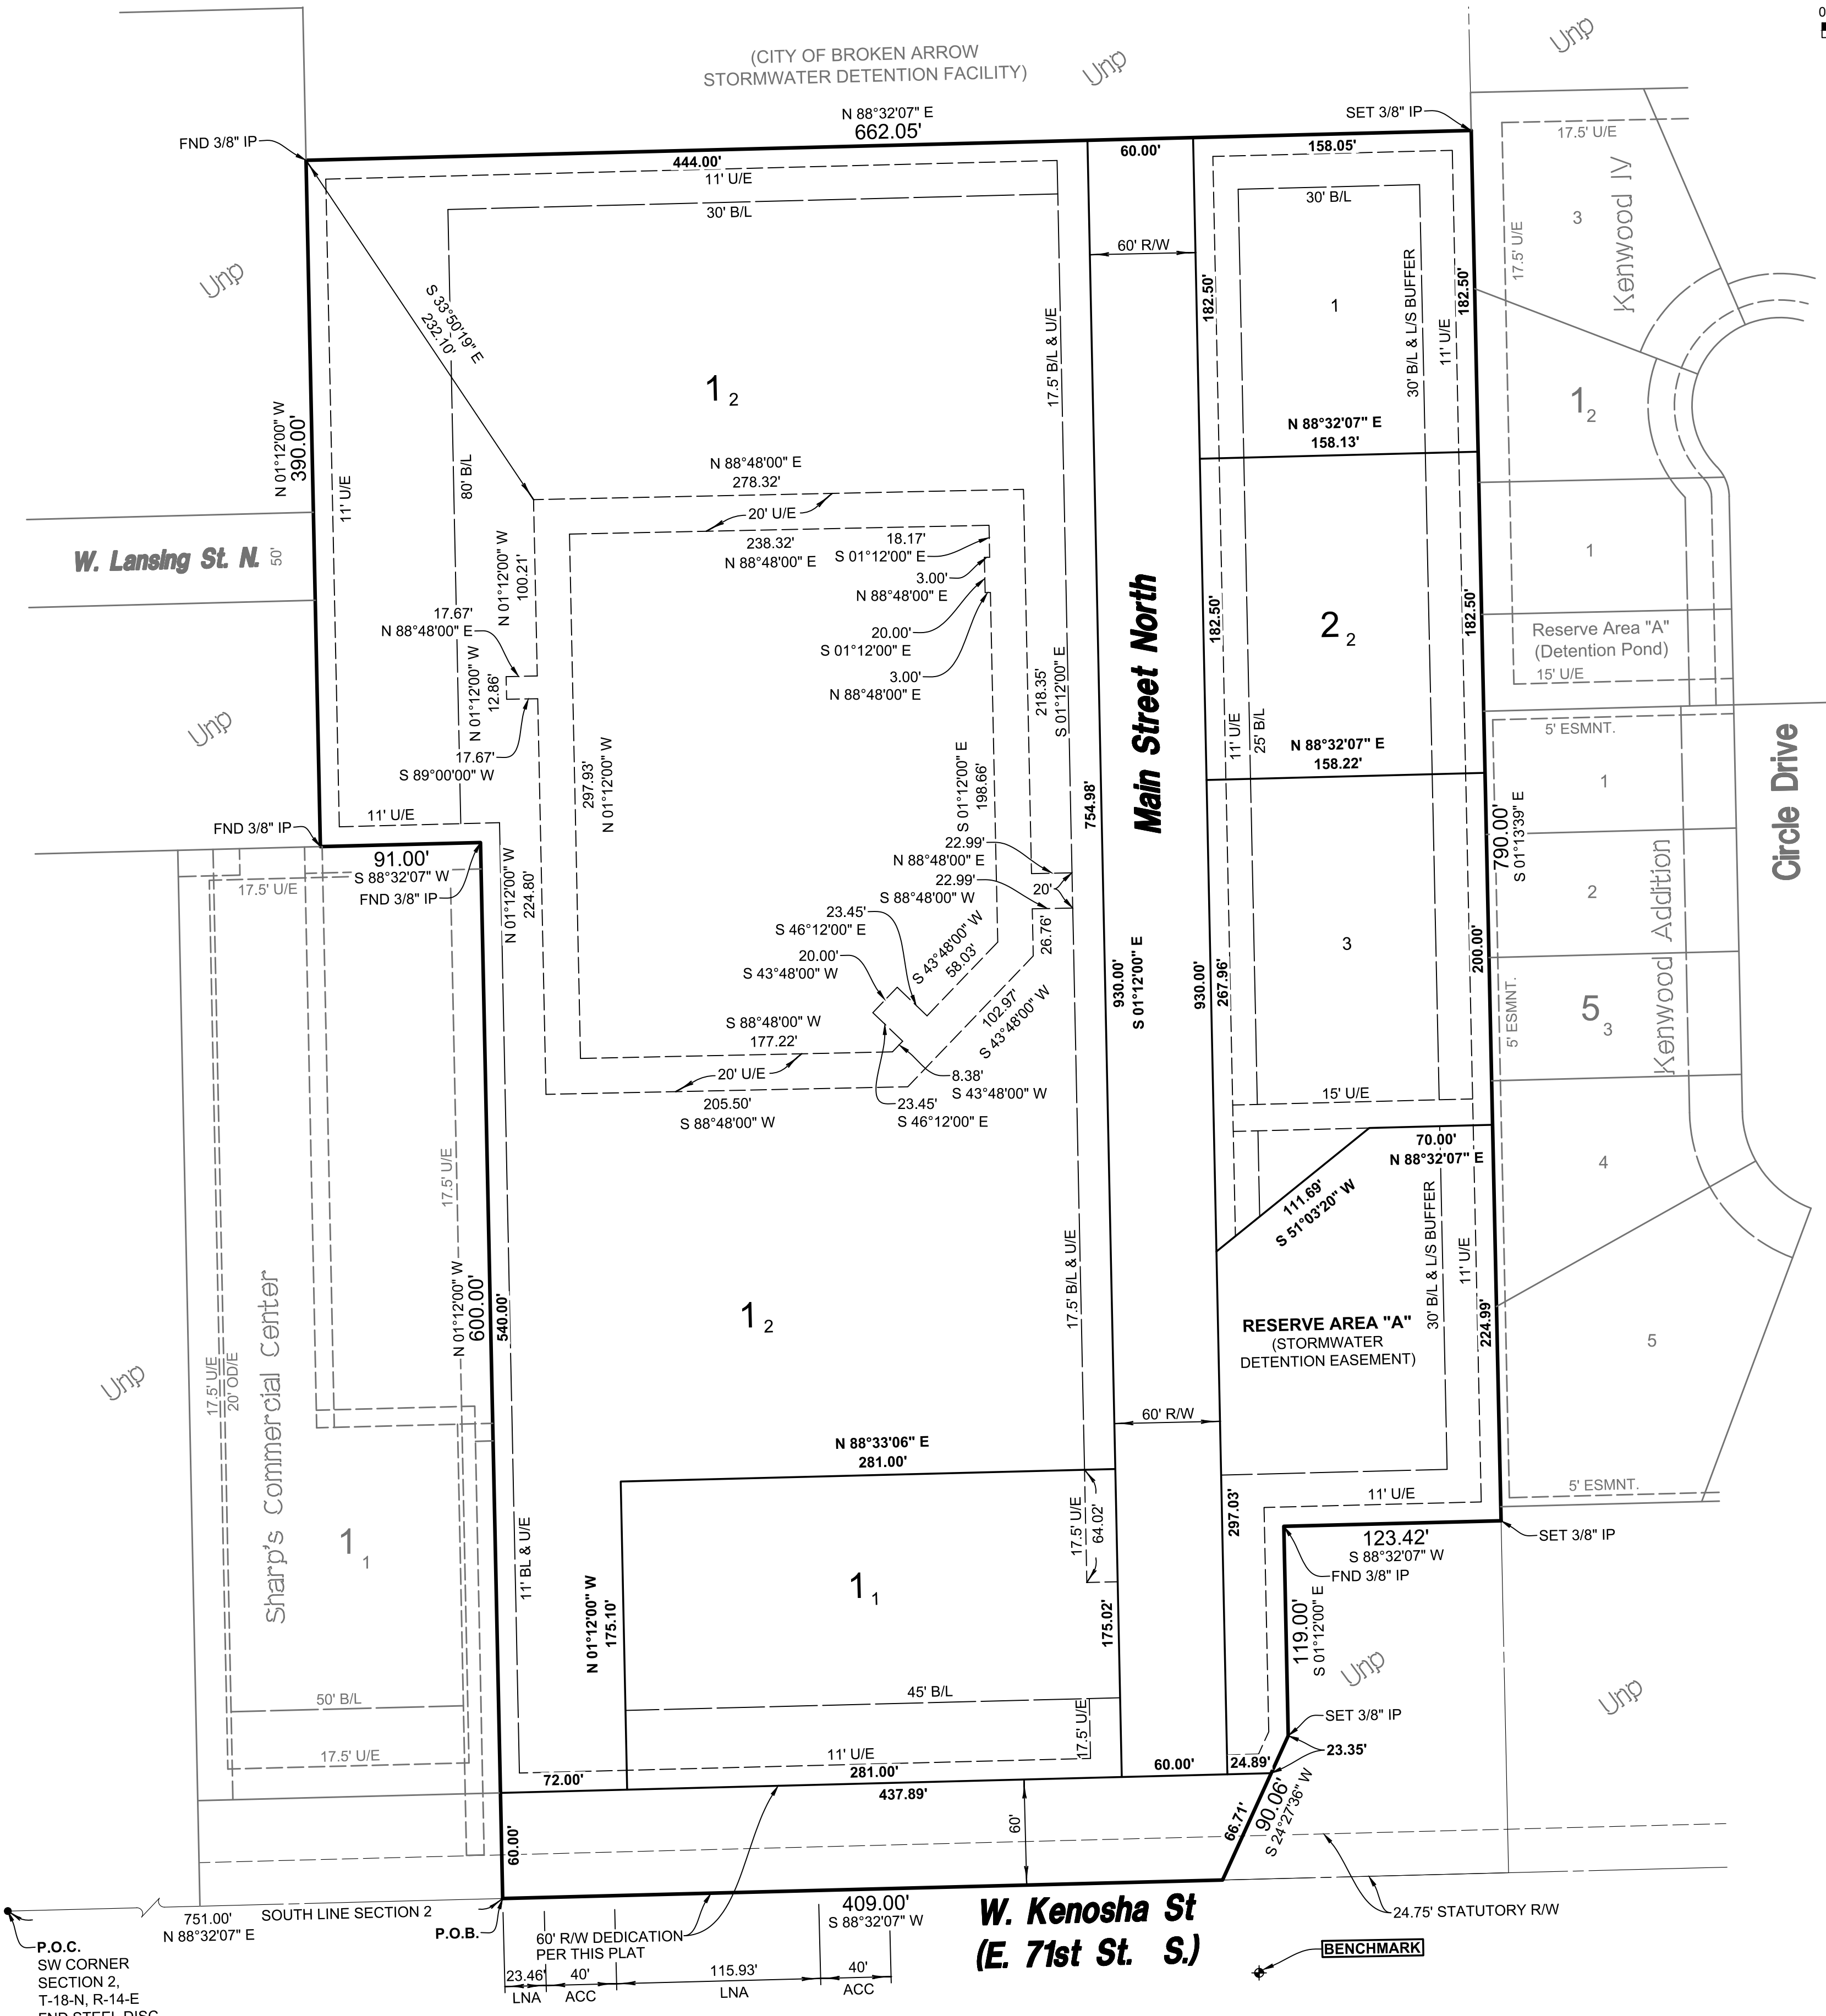 0
Unp
(CITY OF BROKEN ARROW
STORMWATER DETENTION FACILITY)
Unp
N 88°32'07" E
662.05'
SET 3/8" IP
FND 3/8" IP
444.00'
60.00'
158.05'
17.5' U/E
11' U/E
30' B/L
30' B/L
Kenwood IV
3
17.5' U/E
60' R/W
Unp
S 33°50'19" E
232.10'
182.50'
182.50'
30' B/L & L/S BUFFER
11' U/E
1
17.5' B/L & U/E
1 2
1 2
N 01°12'00" W
390.00'
11' U/E
80' B/L
N 88°32'07" E
158.13'
N 88°48'00" E
278.32'
20' U/E
238.32'
N 88°48'00" E
18.17'
S 01°12'00" E
3.00'
N 88°48'00" E
20.00'
S 01°12'00" E
3.00'
N 88°48'00" E
W. Lansing St. N.
50'
N 01°12'00" W
100.21'
17.67'
N 88°48'00" E
N 01°12'00" W
12.86'
17.67'
S 89°00'00" W
1
Reserve Area "A"
(Detention Pond)
15' U/E
Main Street North
182.50'
182.50'
2 2
218.35'
S 01°12'00" E
11' U/E
25' B/L
N 88°32'07" E
158.22'
Unp
297.93'
N 01°12'00" W
S 01°12'00" E
198.66'
754.98'
790.00'
S 01°13'39" E
5' ESMNT.
1
Circle Drive
11' U/E
FND 3/8" IP
91.00'
S 88°32'07" W
FND 3/8" IP
17.5' U/E
N 01°12'00" W
224.80'
22.99'
N 88°48'00" E
22.99'
S 88°48'00" W
20'
23.45'
S 46°12'00" E
20.00'
S 43°48'00" W
S 43°48'00" W
58.03'
26.76'
102.97'
S 43°48'00" W
930.00'
S 01°12'00" E
930.00'
267.96'
3
200.00'
2
Kenwood Addition
5' ESMNT.
5 3
S 88°48'00" W
177.22'
20' U/E
205.50'
S 88°48'00" W
8.38'
S 43°48'00" W
23.45'
S 46°12'00" E
15' U/E
70.00'
N 88°32'07" E
111.69'
S 51°03'20" W
4
17.5' U/E
30' B/L & L/S BUFFER
11' U/E
17.5' B/L & U/E
N 01°12'00" W
600.00'
540.00'
1 2
RESERVE AREA "A"
(STORMWATER
DETENTION EASEMENT)
224.99'
5
Unp
17.5' U/E
20' OD/E
Sharp's Commercial Center
60' R/W
N 88°33'06" E
281.00'
5' ESMNT.
11' U/E
297.03'
17.5' U/E
64.02'
123.42'
S 88°32'07" W
SET 3/8" IP
FND 3/8" IP
1 1
11' BL & U/E
N 01°12'00" W
175.10'
1 1
175.02'
119.00'
S 01°12'00" E
Unp
Unp
50' B/L
45' B/L
17.5' U/E
SET 3/8" IP
17.5' U/E
11' U/E
23.35'
72.00'
281.00'
60.00'
24.89'
437.89'
60.00'
60'
66.71'
90.06'
S 24°27'36" W
751.00'
N 88°32'07" E
SOUTH LINE SECTION 2
P.O.B.
409.00'
S 88°32'07" W
W. Kenosha St
(E. 71st St. S.)
24.75' STATUTORY R/W
BENCHMARK
60' R/W DEDICATION
PER THIS PLAT
23.46'
40'
115.93'
40'
LNA
ACC
LNA
ACC
P.O.C.
SW CORNER
SECTION 2,
T-18-N, R-14-E
FND STEEL DISC